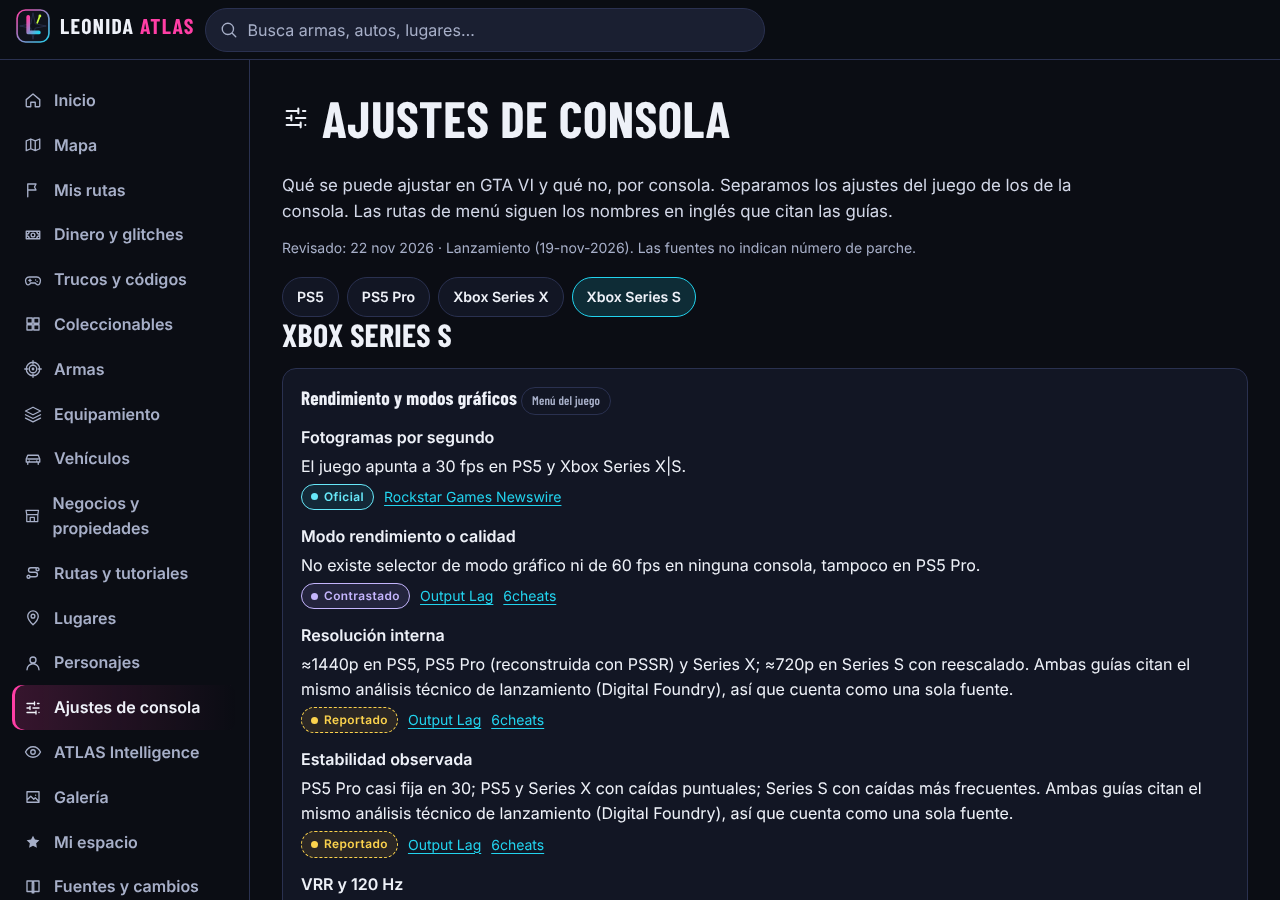 LEONIDA ATLAS
Busca armas, autos, lugares...
Inicio
Mapa
Mis rutas
Dinero y glitches
Trucos y códigos
Coleccionables
Armas
Equipamiento
Vehículos
Negocios y
propiedades
Rutas y tutoriales
Lugares
Personajes
Ajustes de consola
ATLAS Intelligence
Galería
Mi espacio
Fuentes y cambios
AJUSTES DE CONSOLA
Qué se puede ajustar en GTA VI y qué no, por consola. Separamos los ajustes del juego de los de la
consola. Las rutas de menú siguen los nombres en inglés que citan las guías.
Revisado: 22 nov 2026 · Lanzamiento (19-nov-2026). Las fuentes no indican número de parche.
PS5 PS5 Pro Xbox Series X Xbox Series S
XBOX SERIES S
Rendimiento y modos gráficos Menú del juego
Fotogramas por segundo
El juego apunta a 30 fps en PS5 y Xbox Series X|S.
Oficial Rockstar Games Newswire
Modo rendimiento o calidad
No existe selector de modo gráfico ni de 60 fps en ninguna consola, tampoco en PS5 Pro.
Contrastado Output Lag 6cheats
Resolución interna
≈1440p en PS5, PS5 Pro (reconstruida con PSSR) y Series X; ≈720p en Series S con reescalado. Ambas guías citan el
mismo análisis técnico de lanzamiento (Digital Foundry), así que cuenta como una sola fuente.
Reportado Output Lag 6cheats
Estabilidad observada
PS5 Pro casi fija en 30; PS5 y Series X con caídas puntuales; Series S con caídas más frecuentes. Ambas guías citan el
mismo análisis técnico de lanzamiento (Digital Foundry), así que cuenta como una sola fuente.
Reportado Output Lag 6cheats
VRR y 120 Hz